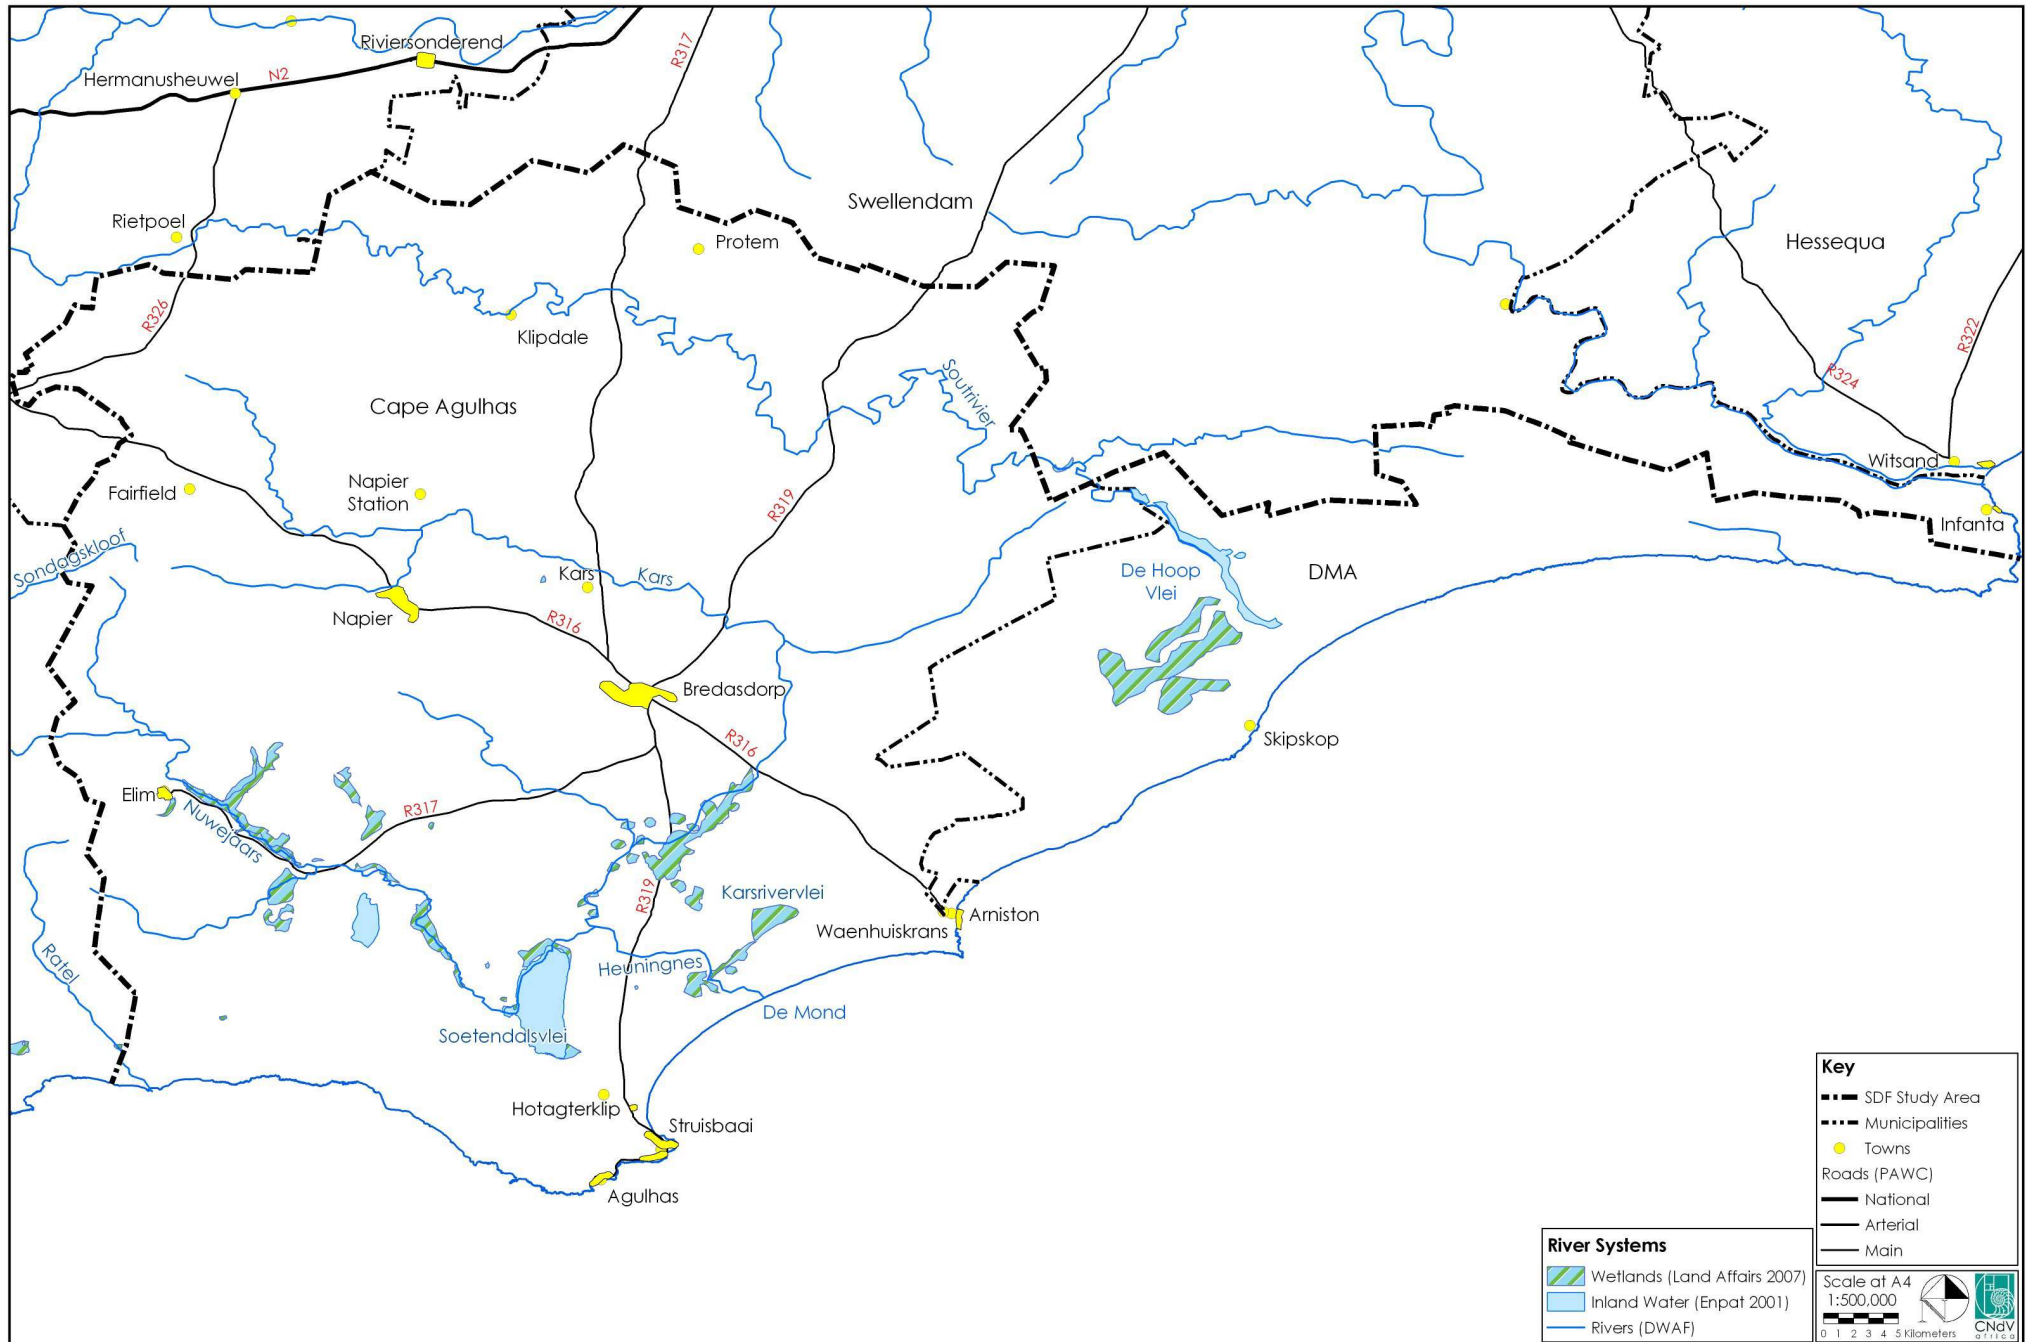 Riviersonderend
R317
Hermanusheuwel
N2
Swellendam
Rietpoel
Protem
Hessequa
R326
Klipdale
R322
Soutrivier
R324
Cape Agulhas
Witsand
Napier
Station
Fairfield
R319
Infanta
Sondagskloof
De Hoop
Vlei
DMA
Kars
Kars
Napier
R316
Bredasdorp
Skipskop
R316
Elim
Nuwejaars
R317
Karsrivervlei
R319
Arniston
Waenhuiskrans
Ratel
Heuningnes
De Mond
Soetendalsvlei
Hotagterklip
Struisbaai
Agulhas
Key
SDF Study Area
Municipalities
Towns
Roads (PAWC)
National
Arterial
Main
River Systems
Wetlands (Land Affairs 2007)
Inland Water (Enpat 2001)
Rivers (DWAF)
Scale at A4
1:500,000
0 1 2 3 4 5 Kilometers
N
CNdV
africa